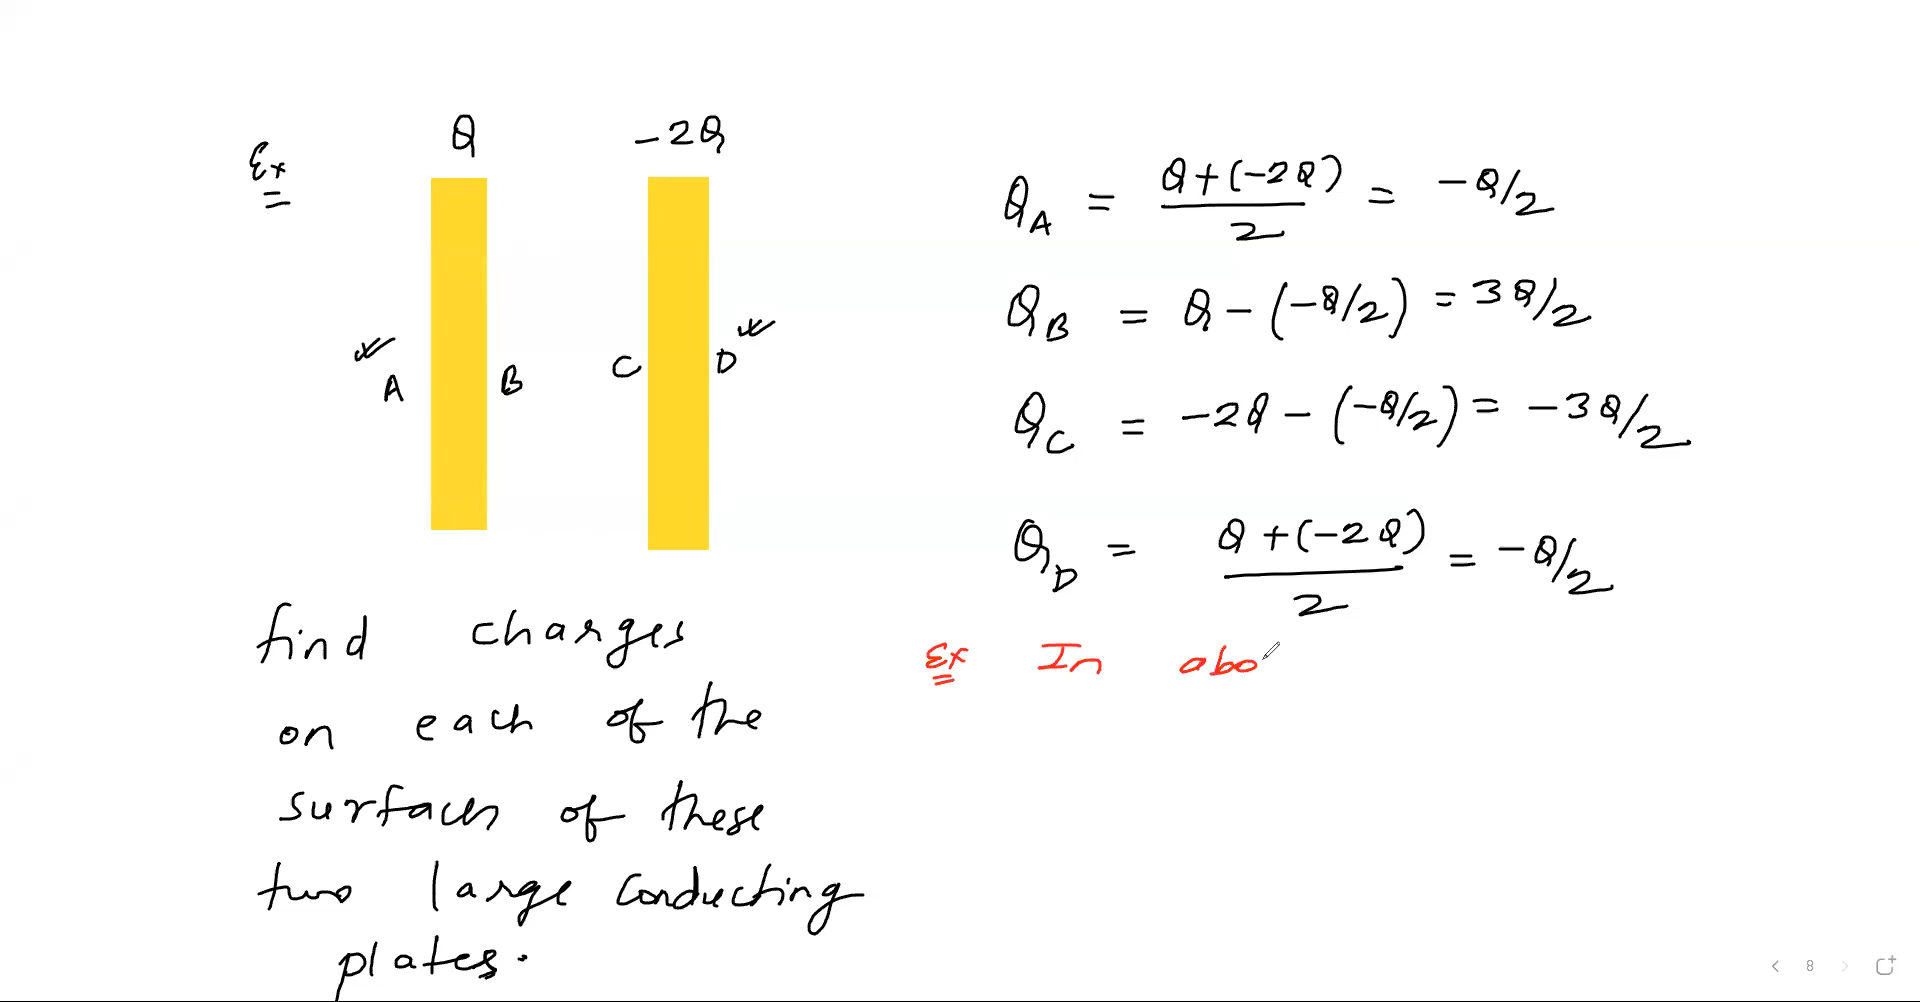 Ex
Q
-2Q
A
B
C
D
find charges
on each of the
surfaces of these
two large conducting
plates.
Q_A = Q+(-2Q)/2 = -Q/2
Q_B = Q-(-Q/2) = 3Q/2
Q_C = -2Q-(-Q/2) = -3Q/2
Q_D = Q+(-2Q)/2 = -Q/2
Ex In abo
8